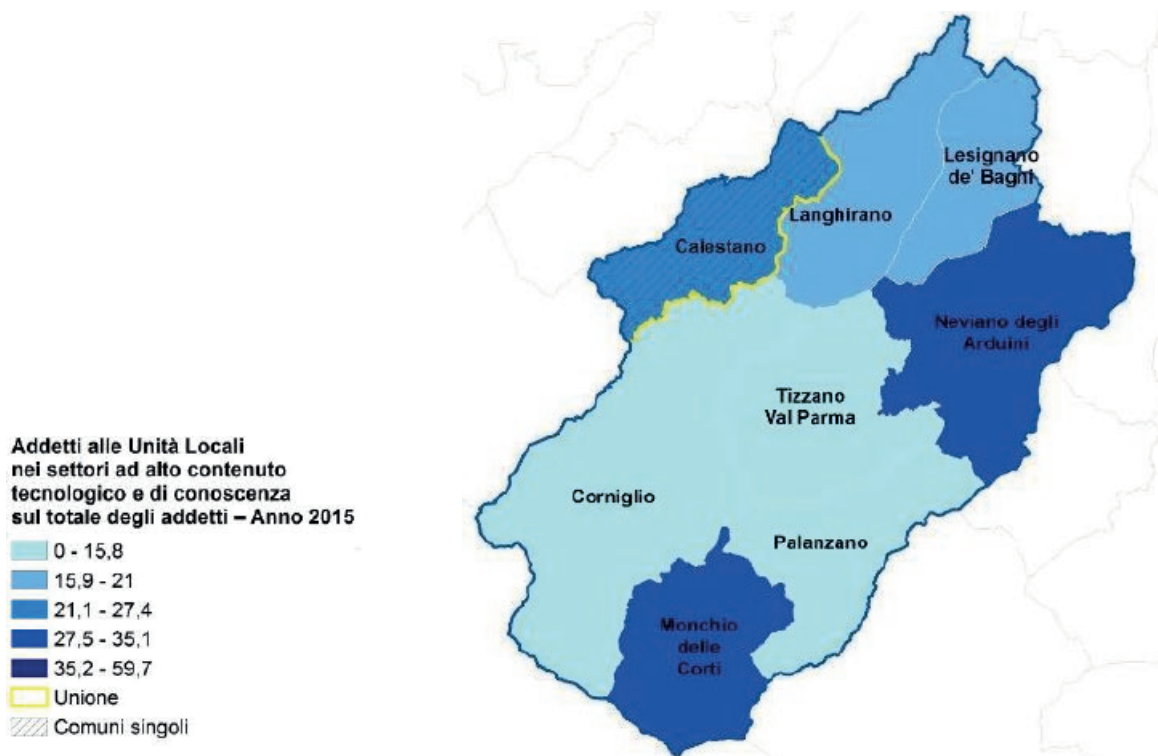 Lesignano
de' Bagni
Langhirano
Calestano
Neviano degli
Arduini
Tizzano
Val Parma
Corniglio
Palanzano
Monchio
delle
Corti
Addetti alle Unità Locali
nei settori ad alto contenuto
tecnologico e di conoscenza
sul totale degli addetti – Anno 2015
0 - 15,8
15,9 - 21
21,1 - 27,4
27,5 - 35,1
35,2 - 59,7
Unione
Comuni singoli